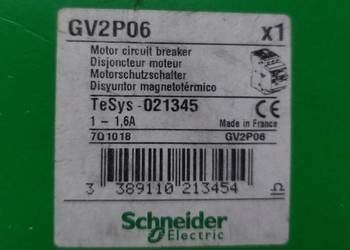 GV2P06 x1
Motor circuit breaker
Disjoncteur moteur
Motorschutzschalter
Disyuntor magnetotérmico
TeSys - 021345 CE
1 – 1,6A Made in France
7Q1018 GV2P06
3 389110 213454
Schneider
Electric